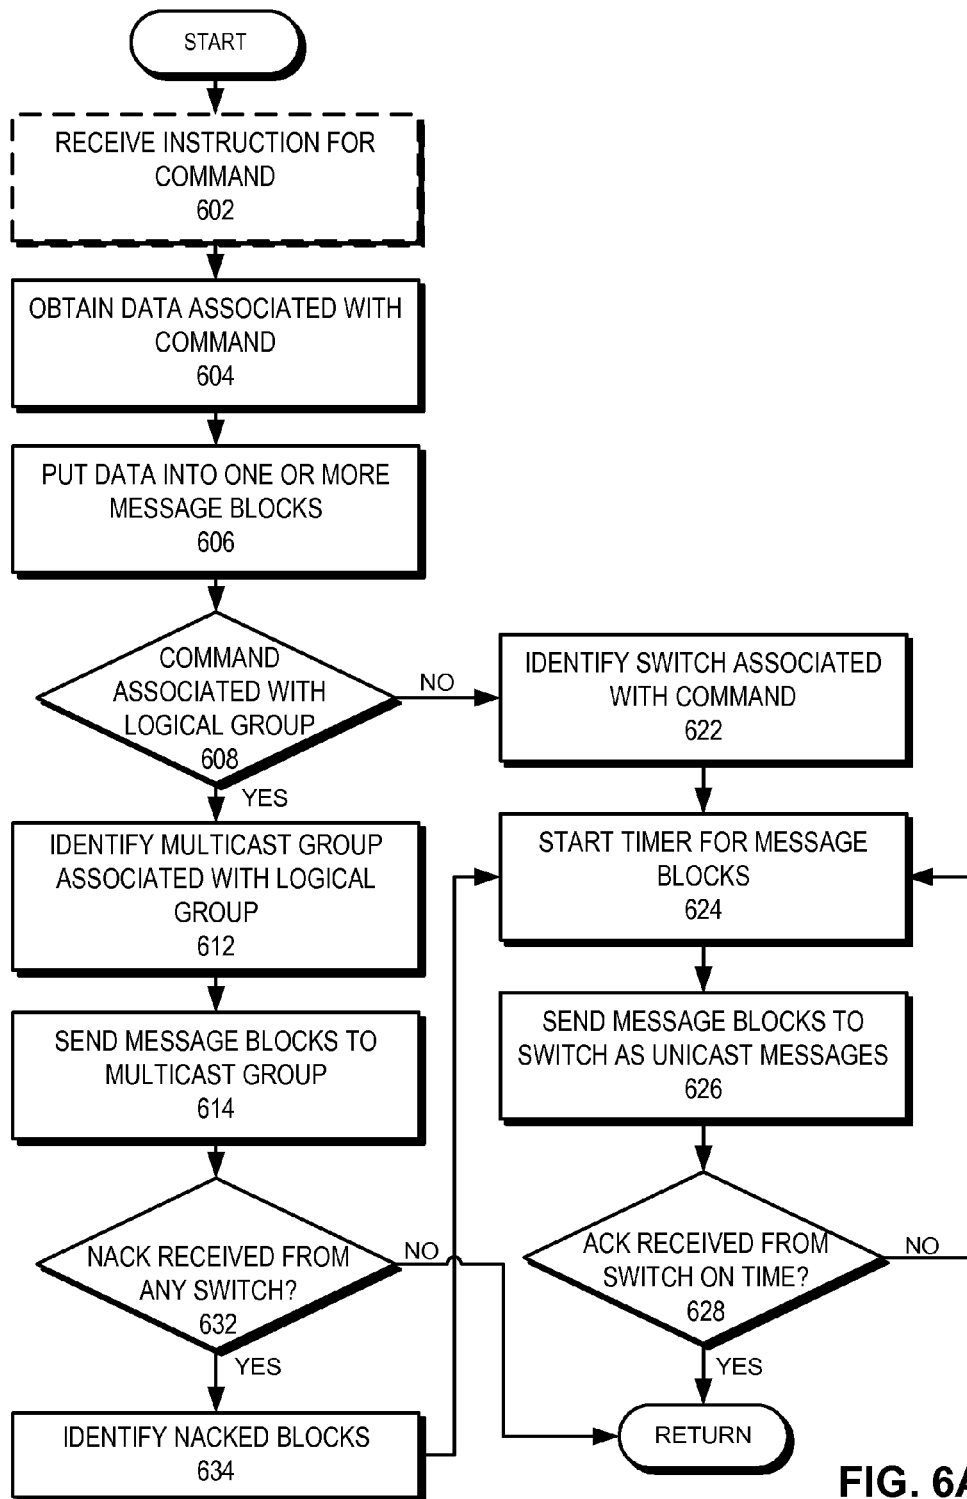 START
RECEIVE INSTRUCTION FOR
COMMAND
602
OBTAIN DATA ASSOCIATED WITH
COMMAND
604
PUT DATA INTO ONE OR MORE
MESSAGE BLOCKS
606
COMMAND
ASSOCIATED WITH
LOGICAL GROUP
608
NO
YES
IDENTIFY SWITCH ASSOCIATED
WITH COMMAND
622
IDENTIFY MULTICAST GROUP
ASSOCIATED WITH LOGICAL
GROUP
612
START TIMER FOR MESSAGE
BLOCKS
624
SEND MESSAGE BLOCKS TO
MULTICAST GROUP
614
SEND MESSAGE BLOCKS TO
SWITCH AS UNICAST MESSAGES
626
NACK RECEIVED FROM
ANY SWITCH?
632
NO
YES
ACK RECEIVED FROM
SWITCH ON TIME?
628
NO
YES
IDENTIFY NACKED BLOCKS
634
RETURN
FIG. 6A